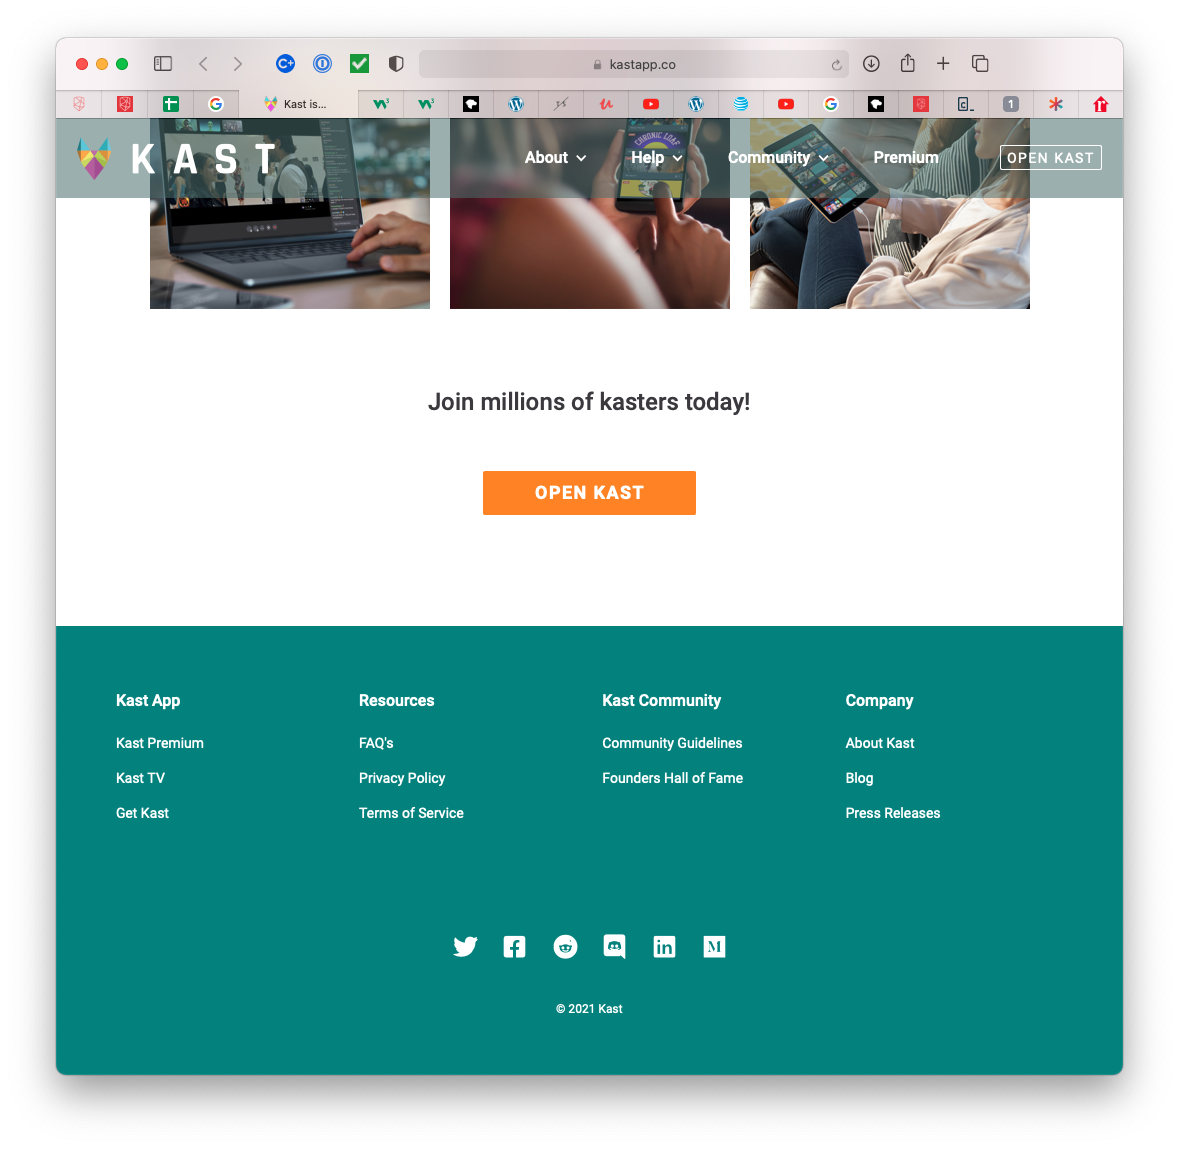 kastapp.co
Kast is...
1
KAST
About
Help
Community
Premium
OPEN KAST
CHRONIC LOAF
Join millions of kasters today!
OPEN KAST
Kast App
Kast Premium
Kast TV
Get Kast
Resources
FAQ's
Privacy Policy
Terms of Service
Kast Community
Community Guidelines
Founders Hall of Fame
Company
About Kast
Blog
Press Releases
© 2021 Kast